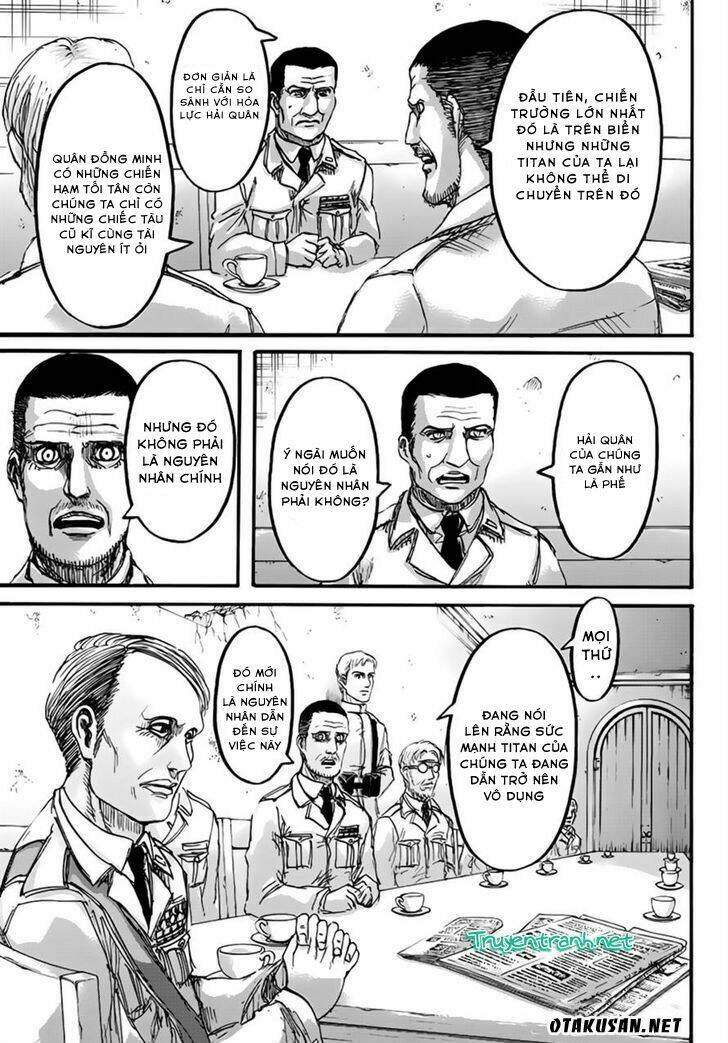 ĐẦU TIÊN, CHIẾN
TRƯỜNG LỚN NHẤT
ĐÓ LÀ TRÊN BIỂN
NHƯNG NHỮNG
TITAN CỦA TA LẠI
KHÔNG THỂ DI
CHUYỂN TRÊN ĐÓ
ĐƠN GIẢN LÀ
CHỈ CẦN SO
SÁNH VỚI HỎA
LỰC HẢI QUÂN
QUÂN ĐỒNG MINH
CÓ NHỮNG CHIẾN
HẠM TỐI TÂN CÒN
CHÚNG TA CHỈ CÓ
NHỮNG CHIẾC TÀU
CŨ KĨ CÙNG TÀI
NGUYÊN ÍT ỎI
HẢI QUÂN
CỦA CHÚNG
TA GẦN NHƯ
LÀ PHẾ
Ý NGÀI MUỐN
NÓI ĐÓ LÀ
NGUYÊN NHÂN
PHẢI KHÔNG?
NHƯNG ĐÓ
KHÔNG PHẢI
LÀ NGUYÊN
NHÂN CHÍNH
MỌI
THỨ
..
ĐANG NÓI
LÊN RẰNG SỨC
MẠNH TITAN CỦA
CHÚNG TA ĐANG
DẪN TRỞ NÊN
VÔ DỤNG
ĐÓ MỚI
CHÍNH LÀ
NGUYÊN
NHÂN DẪN
ĐẾN SỰ
VIỆC NÀY
Truyentranh.net
OTAKUSAN.NET